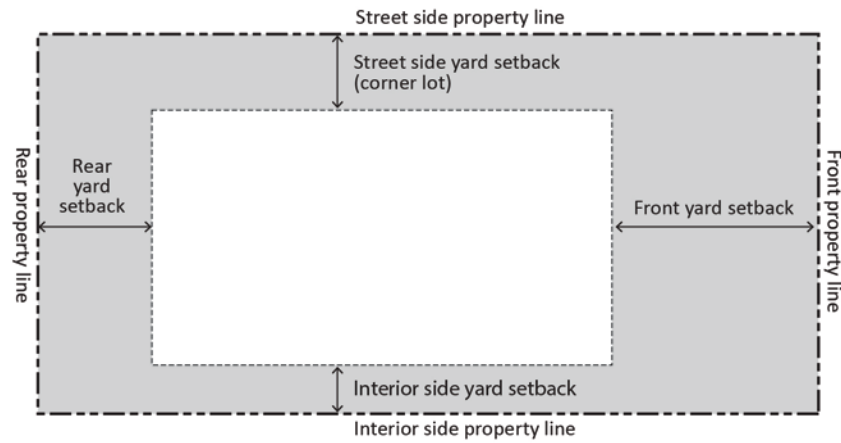 Street side property line
Street side yard setback
(corner lot)
Rear property line
Rear
yard
setback
Front yard setback
Front property line
Interior side yard setback
Interior side property line